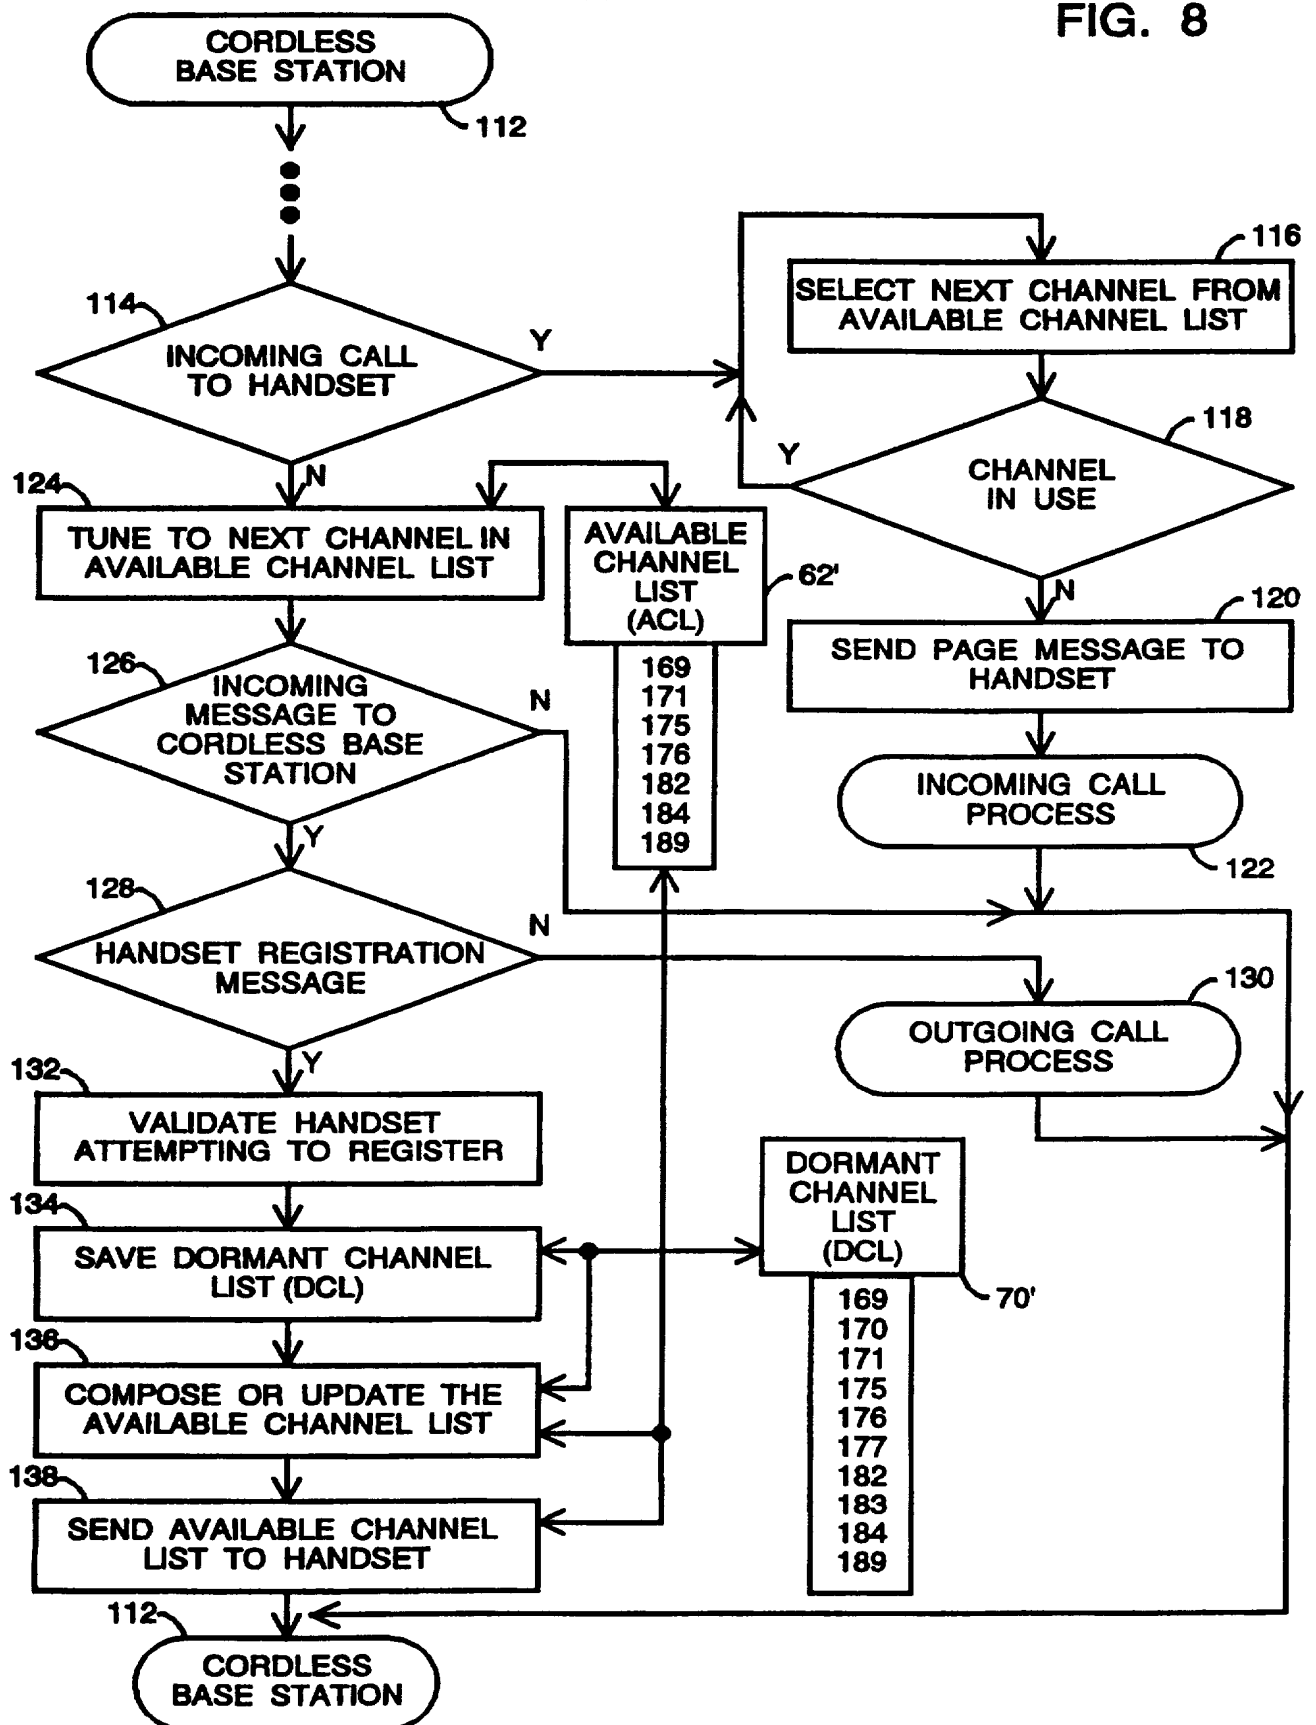 FIG. 8
CORDLESS
BASE STATION
112
114
INCOMING CALL
TO HANDSET
Y
N
116
SELECT NEXT CHANNEL FROM
AVAILABLE CHANNEL LIST
118
CHANNEL
IN USE
Y
N
120
SEND PAGE MESSAGE TO
HANDSET
INCOMING CALL
PROCESS
122
124
TUNE TO NEXT CHANNEL IN
AVAILABLE CHANNEL LIST
AVAILABLE
CHANNEL
LIST
(ACL)
62'
169
171
175
176
182
184
189
126
INCOMING
MESSAGE TO
CORDLESS BASE
STATION
N
Y
128
HANDSET REGISTRATION
MESSAGE
N
Y
130
OUTGOING CALL
PROCESS
132
VALIDATE HANDSET
ATTEMPTING TO REGISTER
134
SAVE DORMANT CHANNEL
LIST (DCL)
DORMANT
CHANNEL
LIST
(DCL)
70'
169
170
171
175
176
177
182
183
184
189
136
COMPOSE OR UPDATE THE
AVAILABLE CHANNEL LIST
138
SEND AVAILABLE CHANNEL
LIST TO HANDSET
112
CORDLESS
BASE STATION